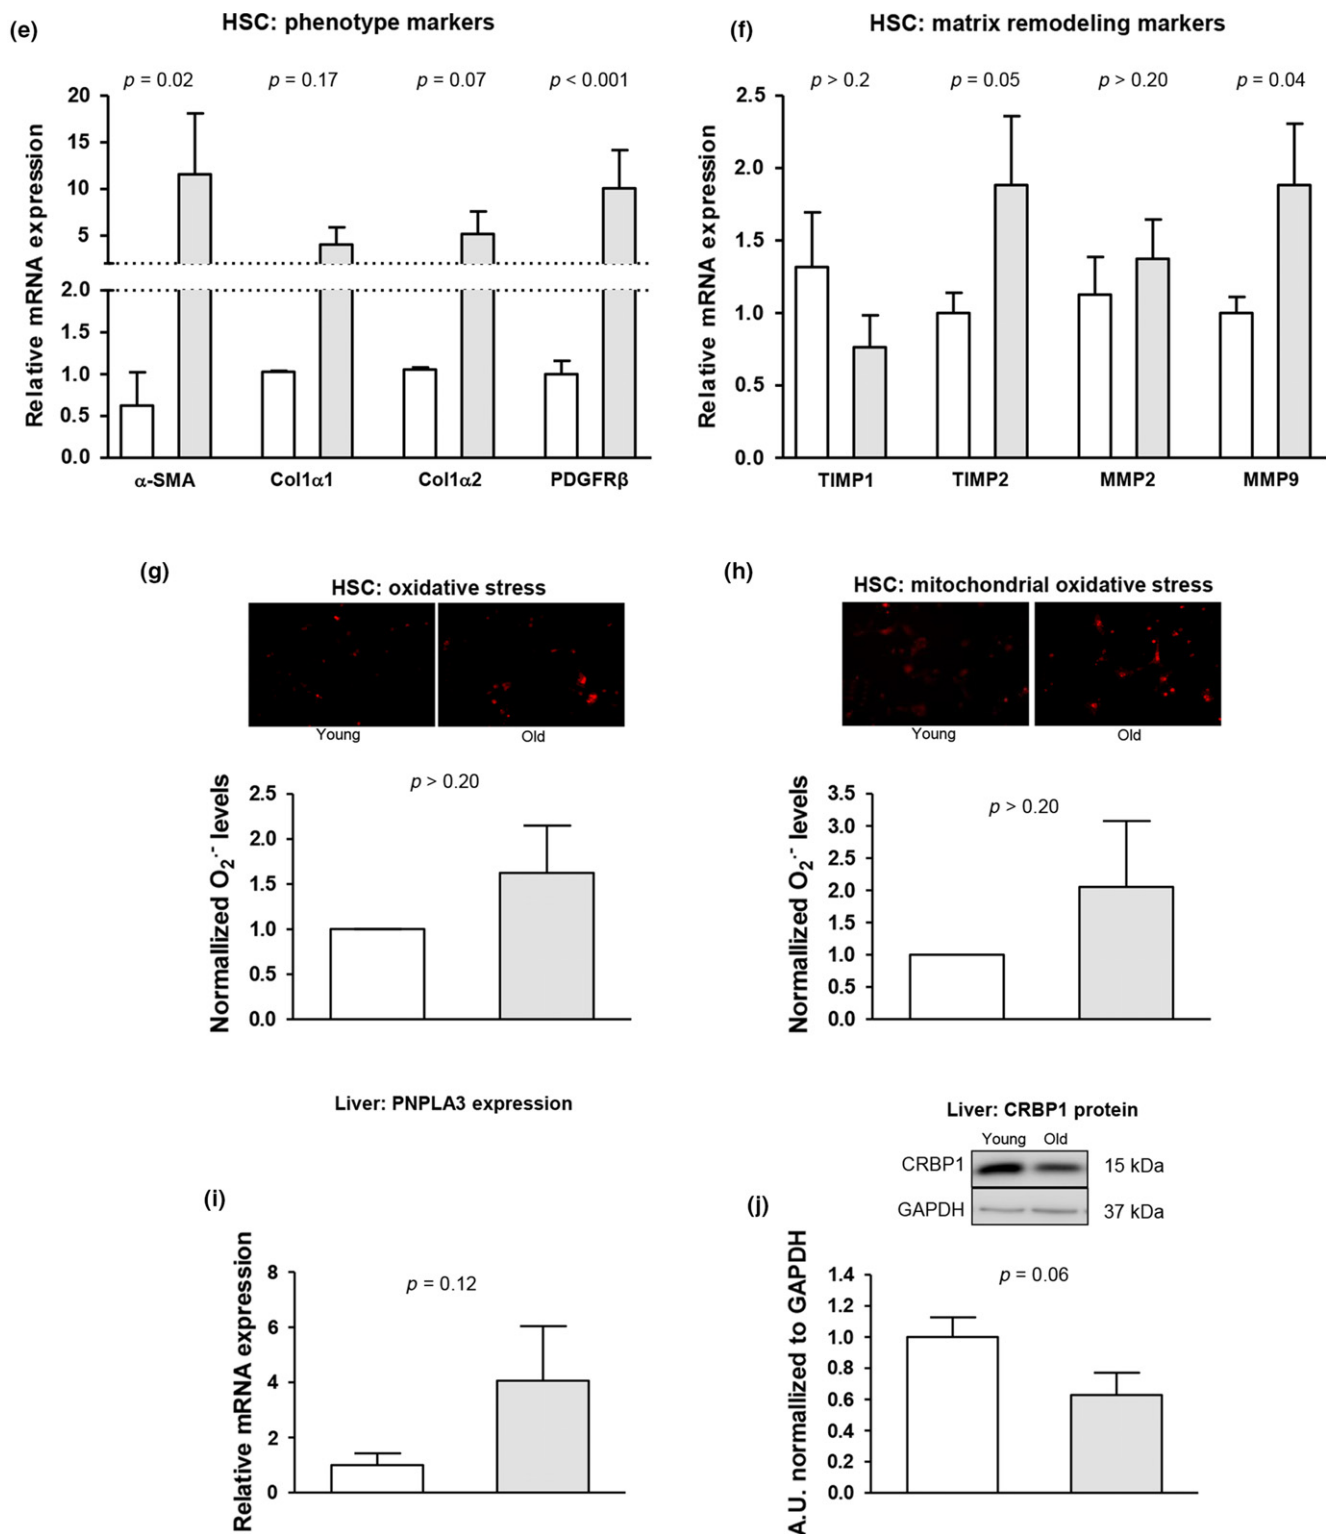 (e)
HSC: phenotype markers
p = 0.02 p = 0.17 p = 0.07 p < 0.001
Relative mRNA expression
20
15
10
5
2.0
1.5
1.0
0.5
0.0
α-SMA Col1α1 Col1α2 PDGFRβ
(f)
HSC: matrix remodeling markers
p > 0.2 p = 0.05 p > 0.20 p = 0.04
Relative mRNA expression
2.5
2.0
1.5
1.0
0.5
0.0
TIMP1 TIMP2 MMP2 MMP9
(g)
HSC: oxidative stress
Young Old
p > 0.20
Normallized O2·- levels
2.5
2.0
1.5
1.0
0.5
0.0
(h)
HSC: mitochondrial oxidative stress
Young Old
p > 0.20
Normallized O2·- levels
3.5
3.0
2.5
2.0
1.5
1.0
0.5
0.0
Liver: PNPLA3 expression
(i)
p = 0.12
Relative mRNA expression
8
6
4
2
0
Liver: CRBP1 protein
Young Old
CRBP1 15 kDa
GAPDH 37 kDa
(j)
p = 0.06
A.U. normallized to GAPDH
1.4
1.2
1.0
0.8
0.6
0.4
0.2
0.0